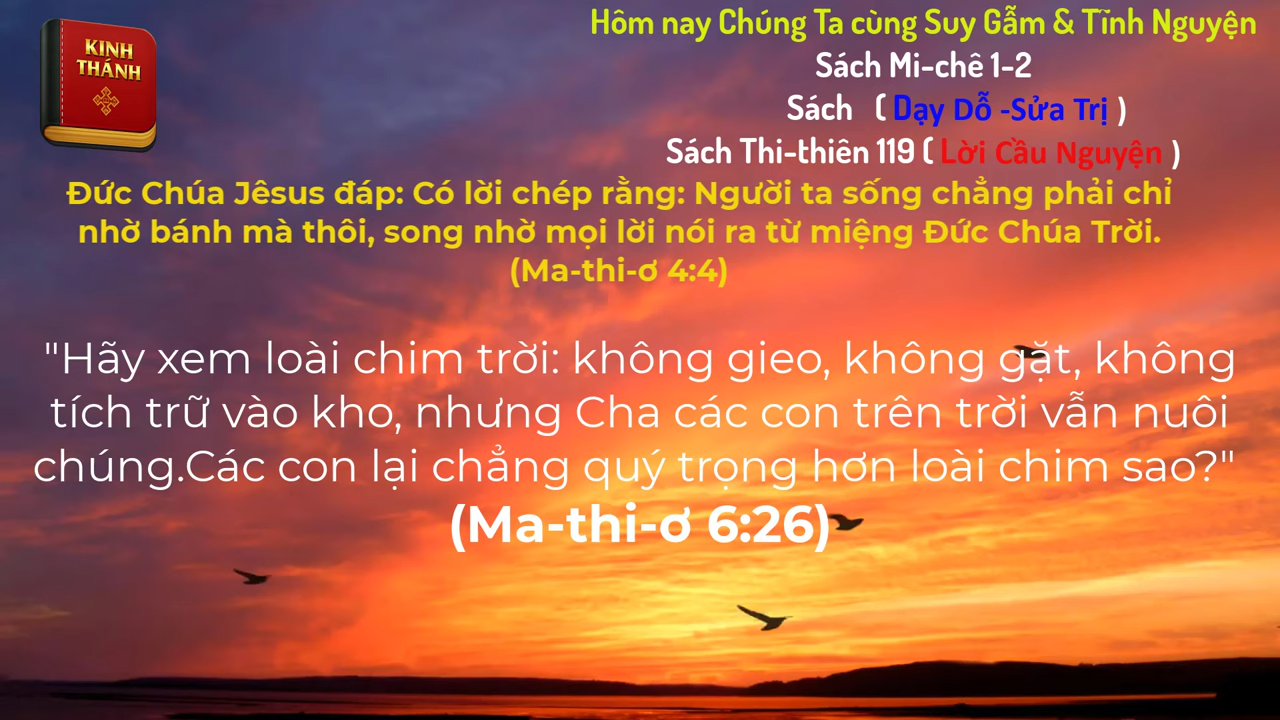 KINH
THÁNH
Hôm nay Chúng Ta cùng Suy Gẫm & Tĩnh Nguyện
Sách Mi-chê 1-2
Sách ( Dạy Dỗ -Sửa Trị )
Sách Thi-thiên 119 ( Lời Cầu Nguyện )
Đức Chúa Jêsus đáp: Có lời chép rằng: Người ta sống chẳng phải chỉ
nhờ bánh mà thôi, song nhờ mọi lời nói ra từ miệng Đức Chúa Trời.
(Ma-thi-ơ 4:4)
"Hãy xem loài chim trời: không gieo, không gặt, không
tích trữ vào kho, nhưng Cha các con trên trời vẫn nuôi
chúng.Các con lại chẳng quý trọng hơn loài chim sao?"
(Ma-thi-ơ 6:26)